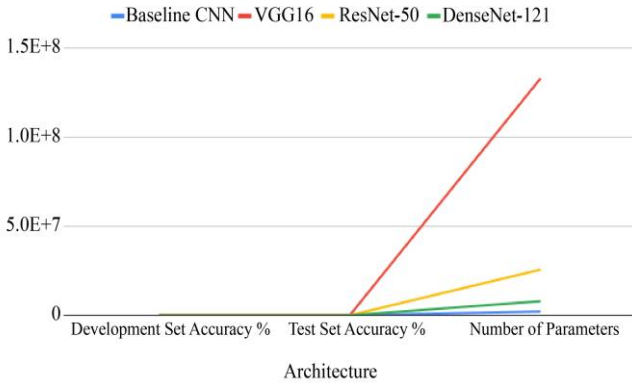 Baseline CNN VGG16 ResNet-50 DenseNet-121
1.5E+8
1.0E+8
5.0E+7
0
Development Set Accuracy % Test Set Accuracy % Number of Parameters
Architecture